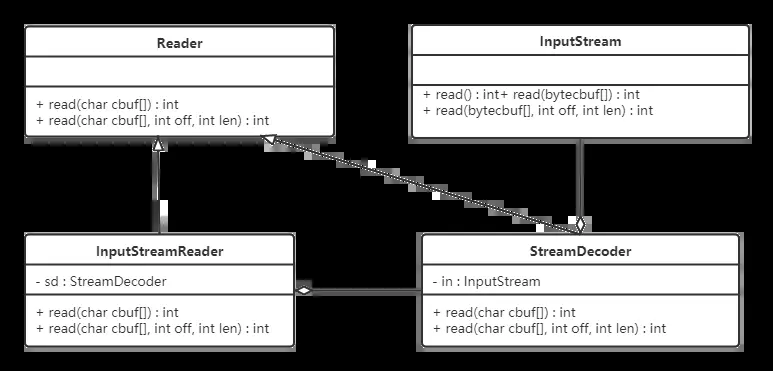 Reader
+ read(char cbuf[]) : int
+ read(char cbuf[], int off, int len) : int
InputStream
+ read() : int+ read(bytecbuf[]) : int
+ read(bytecbuf[], int off, int len) : int
InputStreamReader
- sd : StreamDecoder
+ read(char cbuf[]) : int
+ read(char cbuf[], int off, int len) : int
StreamDecoder
- in : InputStream
+ read(char cbuf[]) : int
+ read(char cbuf[], int off, int len) : int